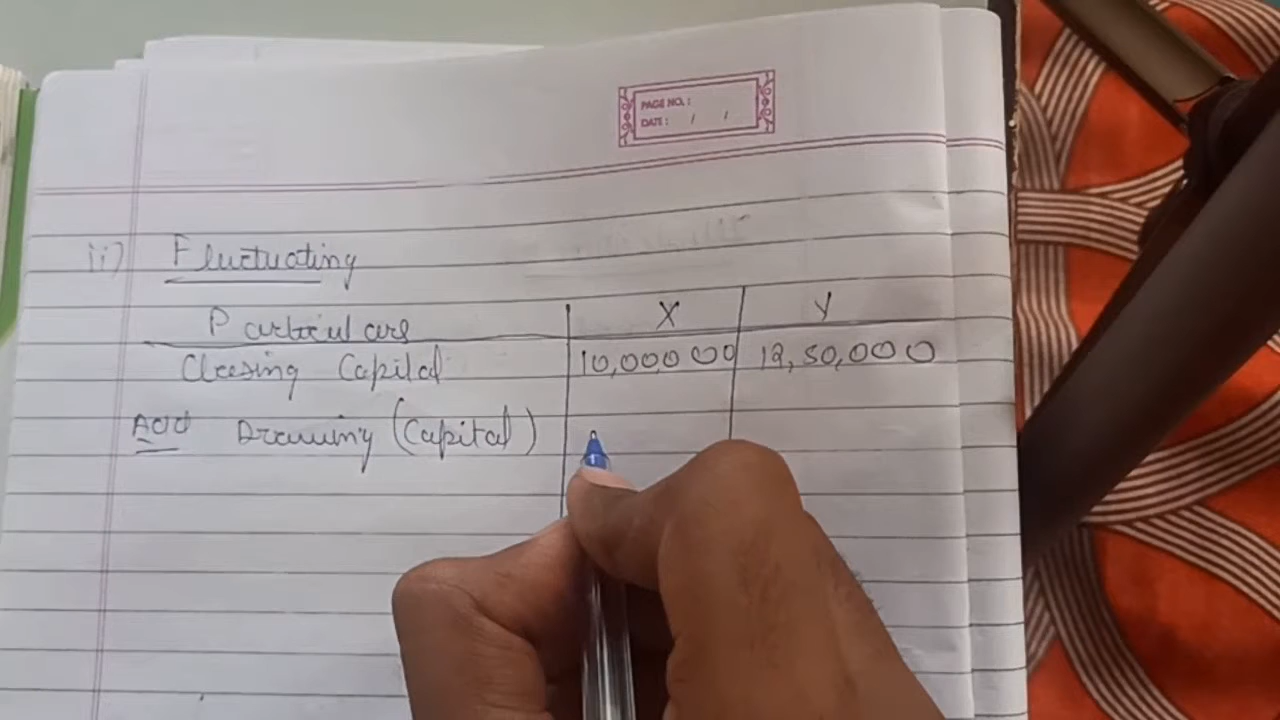 PAGE NO. :
DATE : / /
ii) Fluctuating
Particulars X Y
Closing Capital 10,000 00 12,50,000
Add Drawing (Capital)